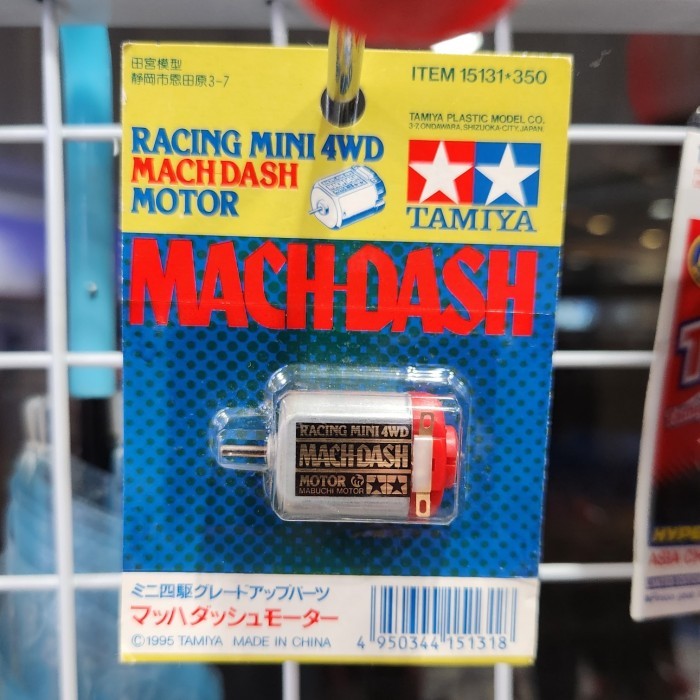 田宮模型
静岡市恩田原3-7
ITEM 15131★350
TAMIYA PLASTIC MODEL CO.
3-7, ONDAWARA, SHIZUOKA-CITY, JAPAN.
RACING MINI 4WD
MACH DASH
MOTOR
TAMIYA
MACH-DASH
RACING MINI 4WD
MACH DASH
MOTOR
MABUCHI MOTOR
ミニ四駆グレードアップパーツ
マッハダッシュモーター
©1995 TAMIYA MADE IN CHINA
4 950344 151318
HYPE